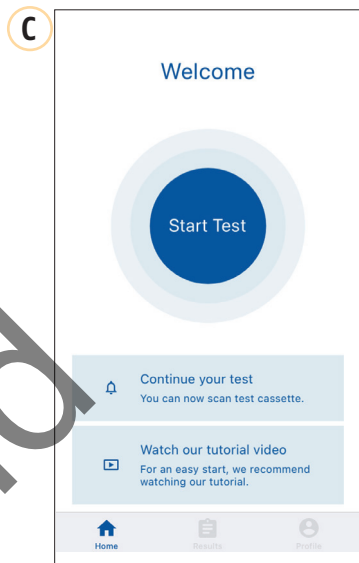 C
Welcome
Start Test
Continue your test
You can now scan test cassette.
Watch our tutorial video
For an easy start, we recommend
watching our tutorial.
Home Results Profile